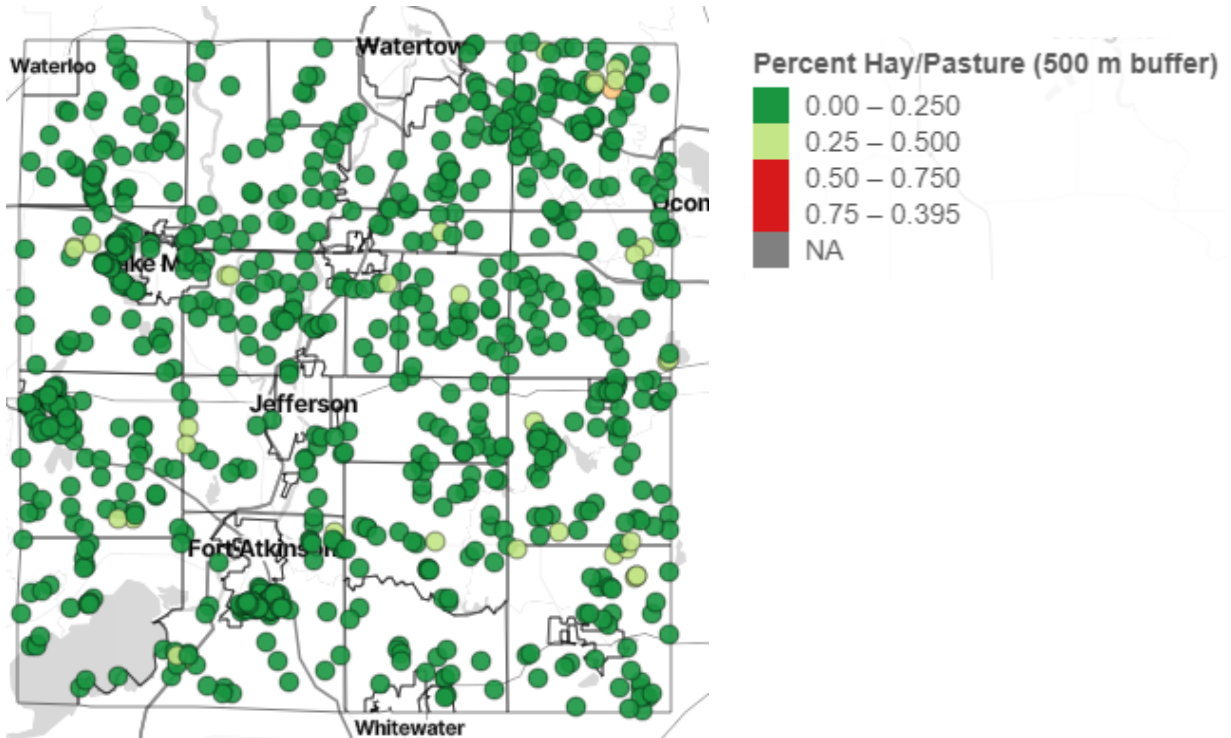 Watertow
Waterloo
Percent Hay/Pasture (500 m buffer)
0.00 – 0.250
0.25 – 0.500
0.50 – 0.750
0.75 – 0.395
NA
Ocon
ke M
Jefferson
Fort Atkinson
Whitewater